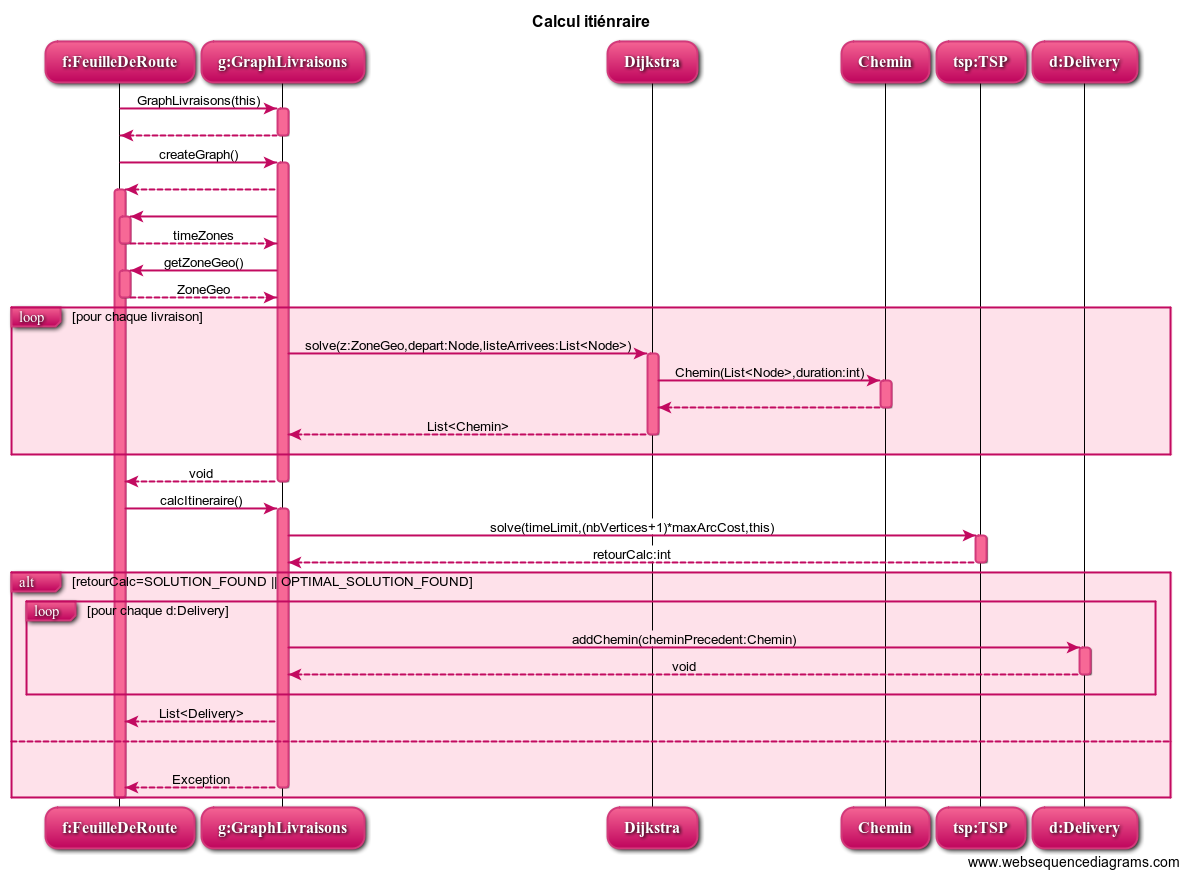 Calcul itiénraire
f:FeuilleDeRoute g:GraphLivraisons Dijkstra Chemin tsp:TSP d:Delivery
GraphLivraisons(this)
createGraph()
timeZones
getZoneGeo()
ZoneGeo
loop [pour chaque livraison]
solve(z:ZoneGeo,depart:Node,listeArrivees:List<Node>)
Chemin(List<Node>,duration:int)
List<Chemin>
void
calcItineraire()
solve(timeLimit,(nbVertices+1)*maxArcCost,this)
retourCalc:int
alt [retourCalc=SOLUTION_FOUND || OPTIMAL_SOLUTION_FOUND]
loop [pour chaque d:Delivery]
addChemin(cheminPrecedent:Chemin)
void
List<Delivery>
Exception
f:FeuilleDeRoute g:GraphLivraisons Dijkstra Chemin tsp:TSP d:Delivery
www.websequencediagrams.com